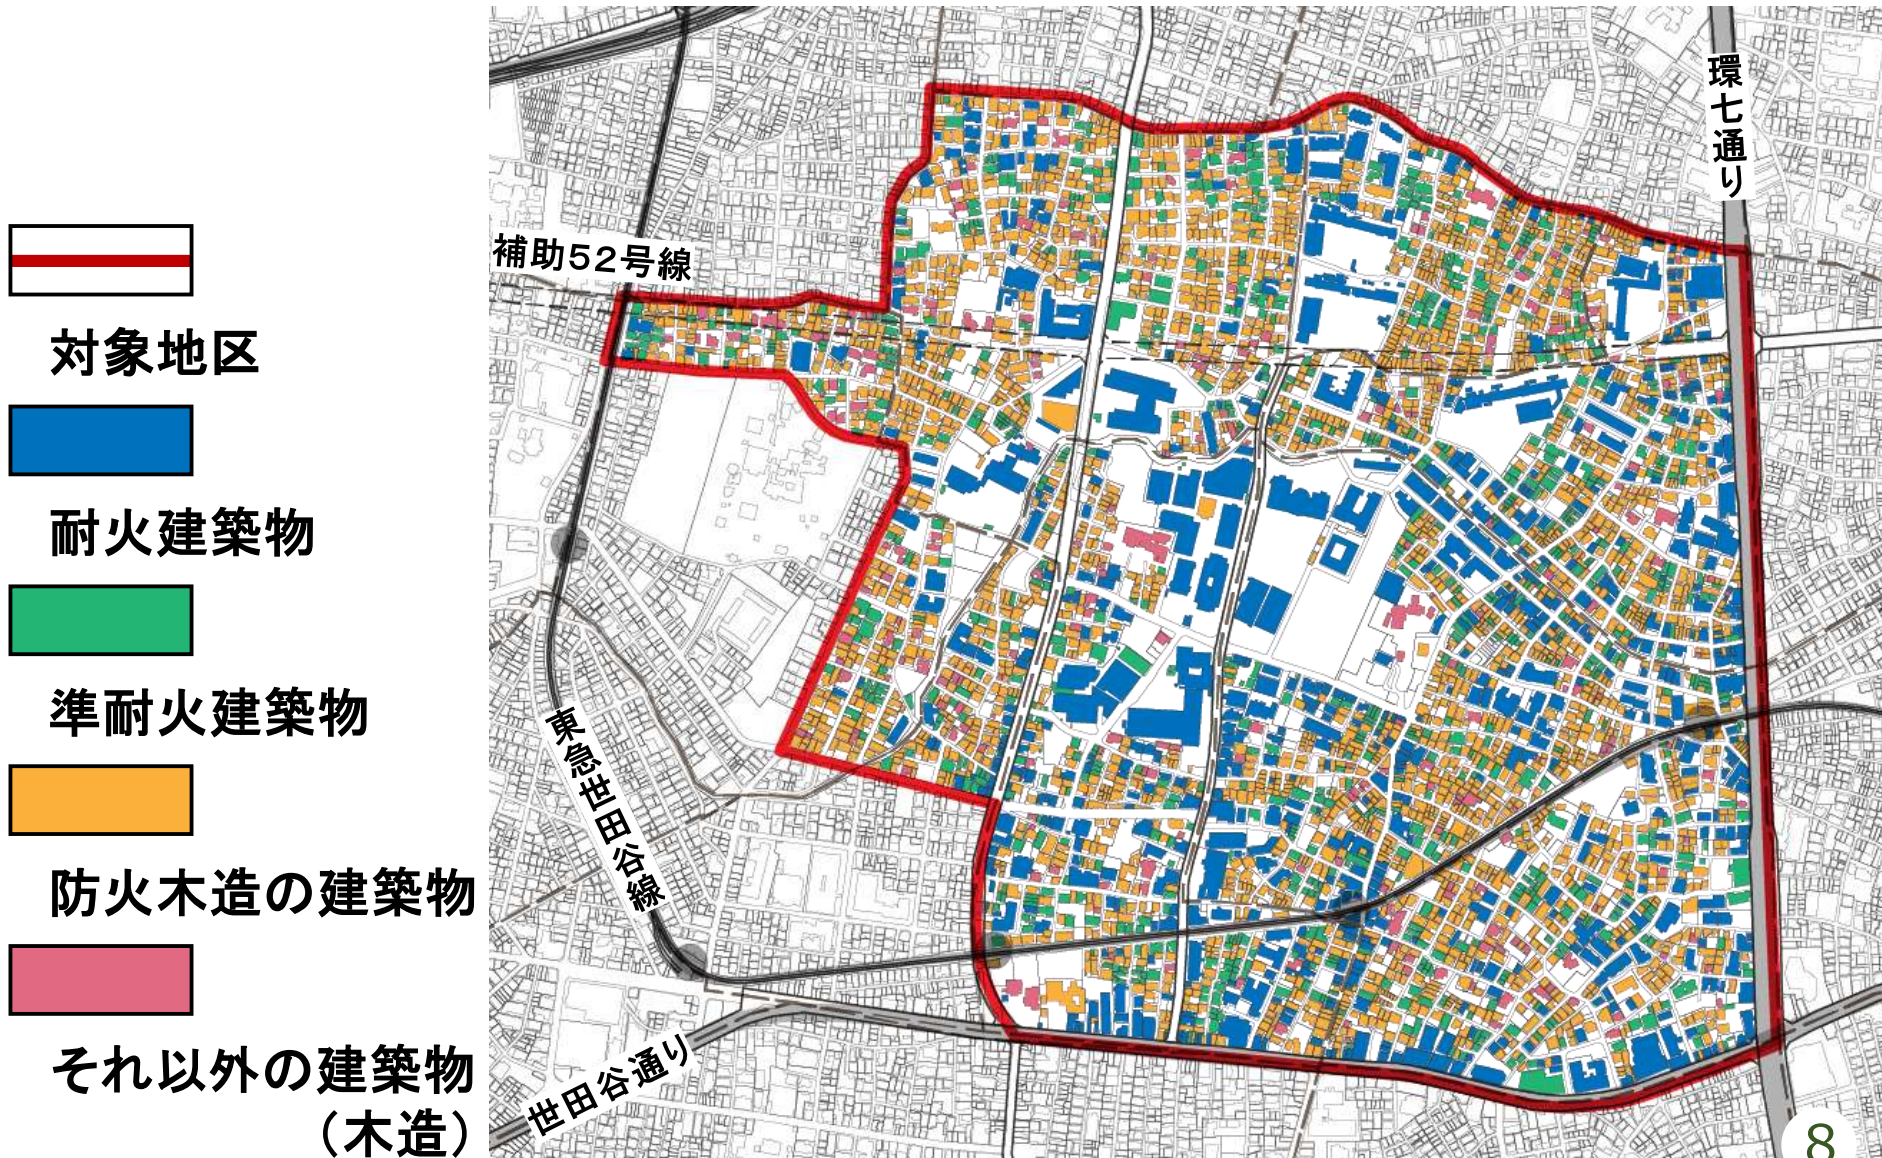 対象地区
耐火建築物
準耐火建築物
防火木造の建築物
それ以外の建築物
（木造）
環七通り
補助52号線
東急世田谷線
世田谷通り
8